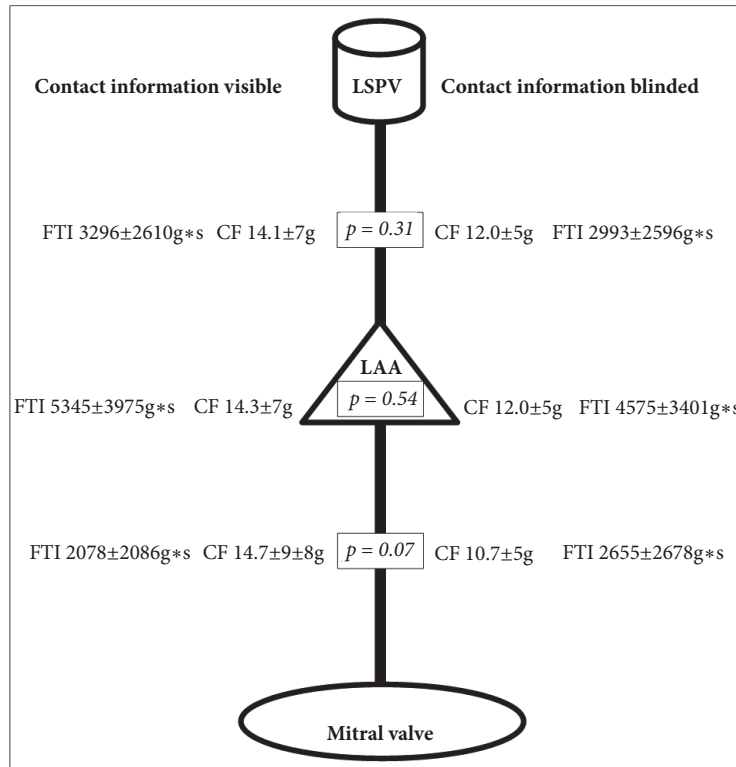 LSPV
Contact information visible
Contact information blinded
FTI 3296±2610g∗s CF 14.1±7g p = 0.31 CF 12.0±5g FTI 2993±2596g∗s
LAA
FTI 5345±3975g∗s CF 14.3±7g p = 0.54 CF 12.0±5g FTI 4575±3401g∗s
FTI 2078±2086g∗s CF 14.7±9±8g p = 0.07 CF 10.7±5g FTI 2655±2678g∗s
Mitral valve